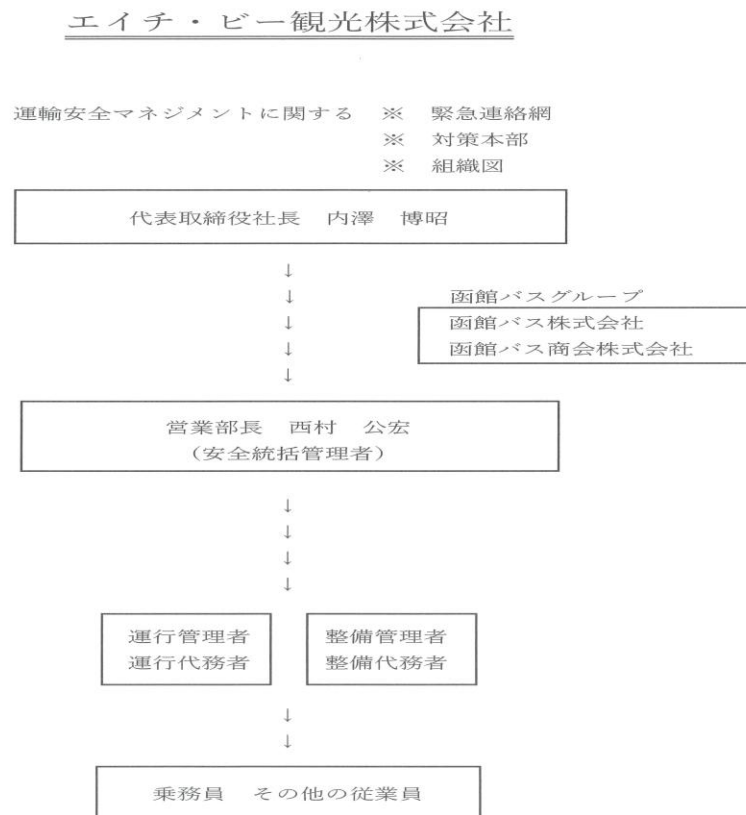 エイチ・ビー観光株式会社
運輸安全マネジメントに関する ※ 緊急連絡網
※ 対策本部
※ 組織図
代表取締役社長 内澤 博昭
↓
↓
↓
↓
↓
函館バスグループ
函館バス株式会社
函館バス商会株式会社
営業部長 西村 公宏
（安全統括管理者）
↓
↓
↓
↓
運行管理者
運行代務者
整備管理者
整備代務者
↓
↓
乗務員 その他の従業員